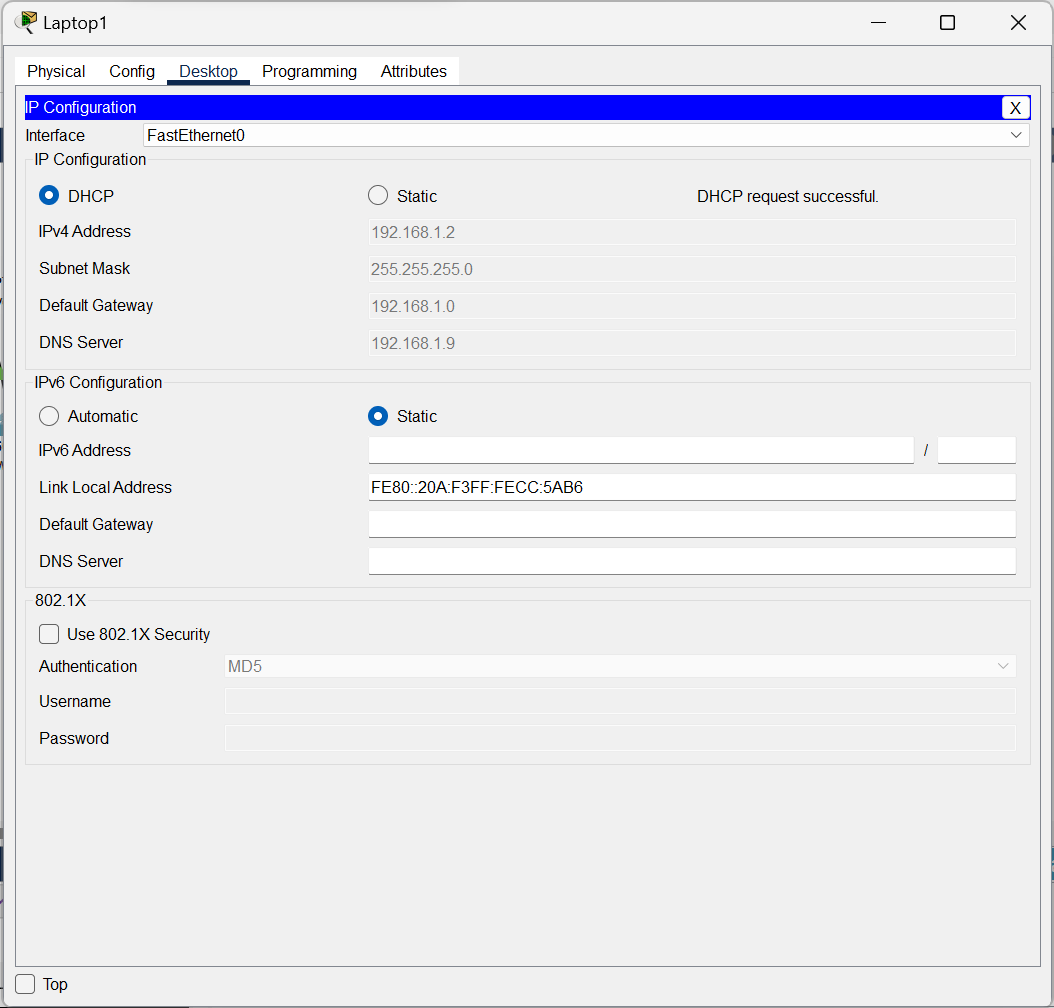 Laptop1
Physical Config Desktop Programming Attributes
IP Configuration X
Interface FastEthernet0
IP Configuration
DHCP Static DHCP request successful.
IPv4 Address 192.168.1.2
Subnet Mask 255.255.255.0
Default Gateway 192.168.1.0
DNS Server 192.168.1.9
IPv6 Configuration
Automatic Static
IPv6 Address /
Link Local Address FE80::20A:F3FF:FECC:5AB6
Default Gateway
DNS Server
802.1X
Use 802.1X Security
Authentication MD5
Username
Password
Top